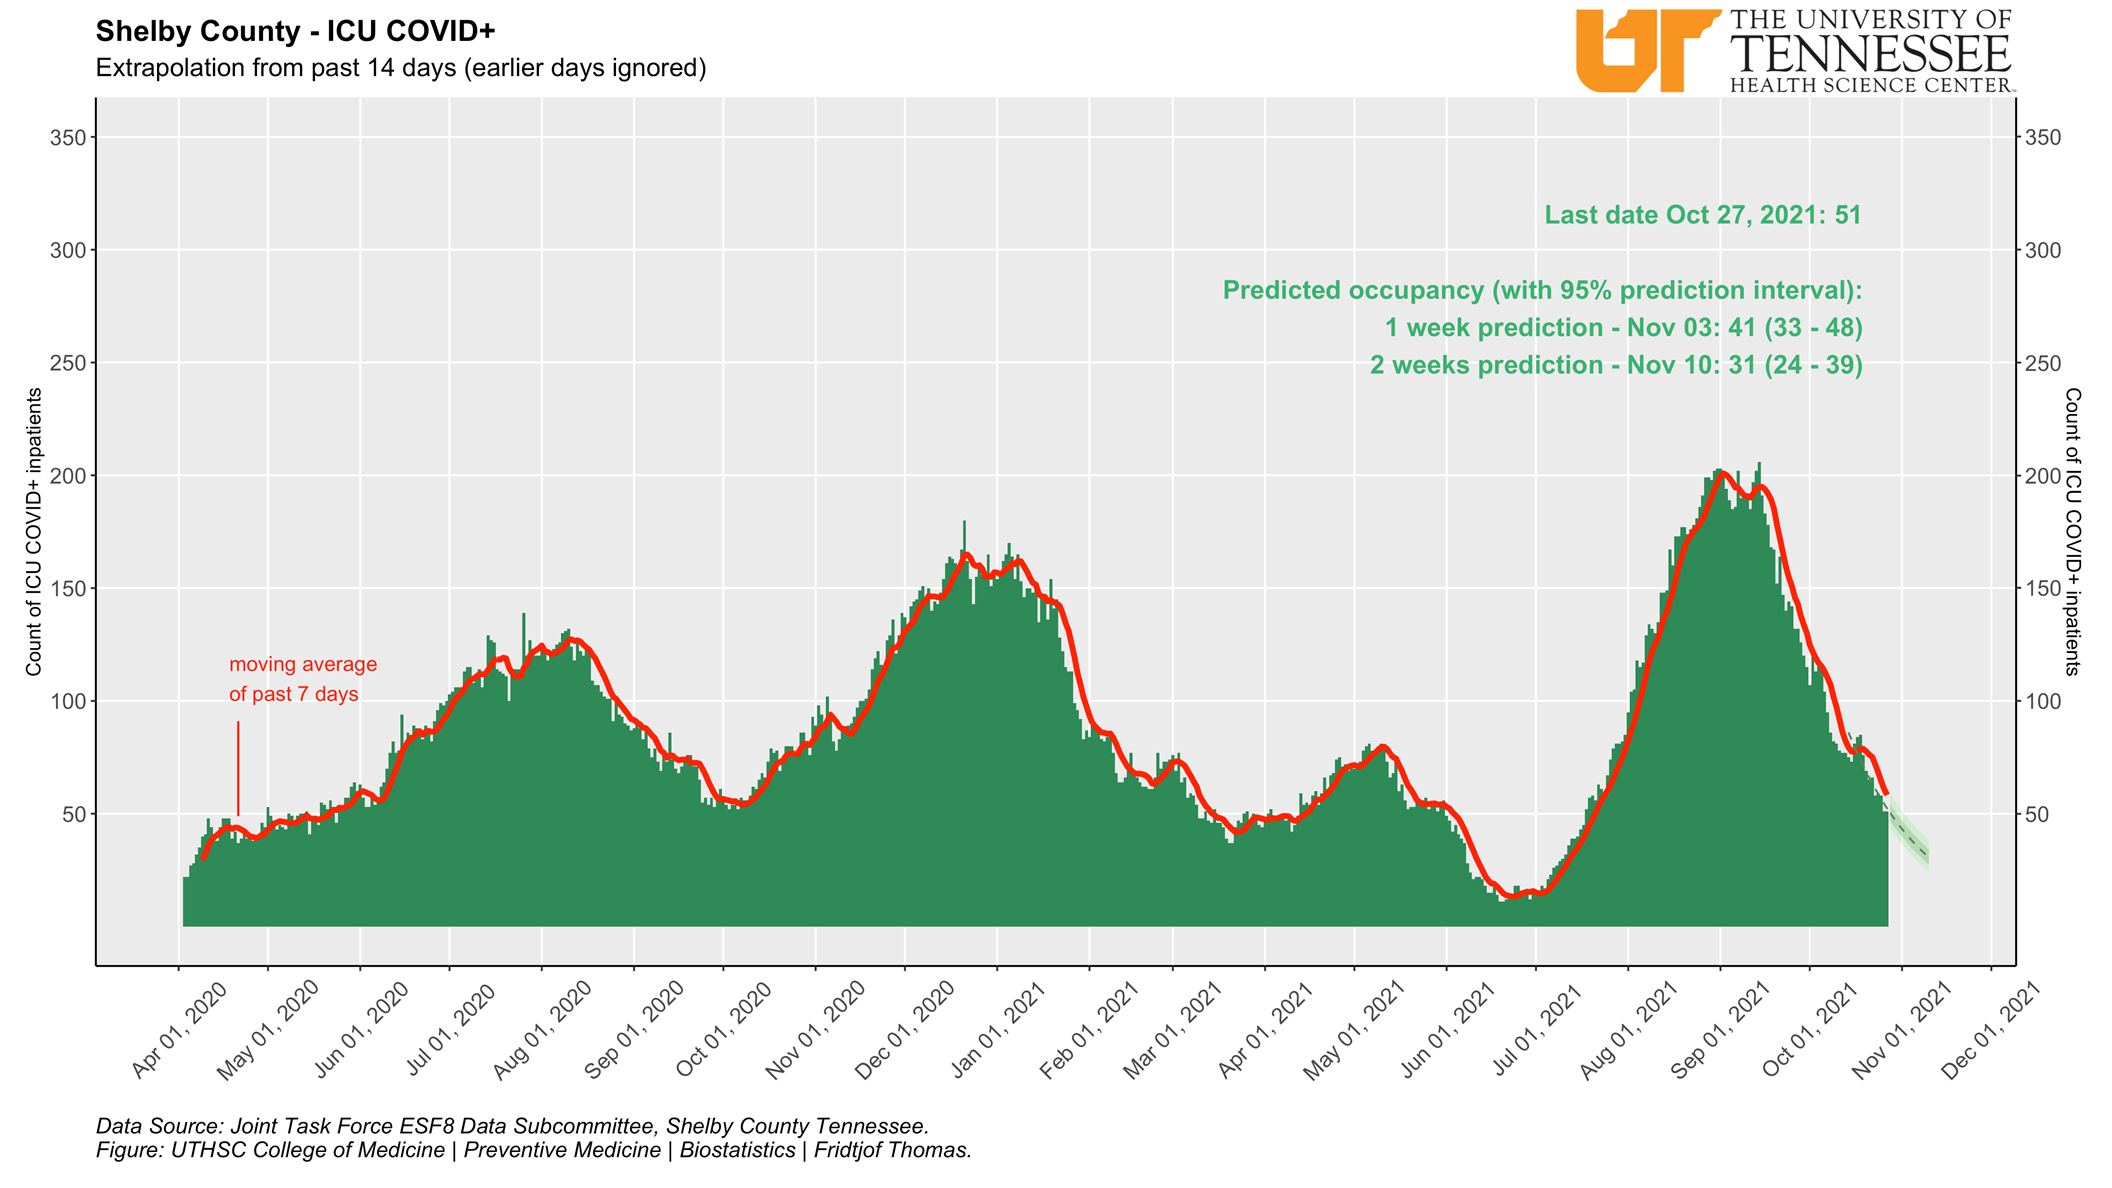 Shelby County - ICU COVID+
Extrapolation from past 14 days (earlier days ignored)
UT
THE UNIVERSITY OF
TENNESSEE
HEALTH SCIENCE CENTER™
Last date Oct 27, 2021: 51
Predicted occupancy (with 95% prediction interval):
1 week prediction - Nov 03: 41 (33 - 48)
2 weeks prediction - Nov 10: 31 (24 - 39)
moving average
of past 7 days
Count of ICU COVID+ inpatients
350
300
250
200
150
100
50
350
300
250
200
150
100
50
Count of ICU COVID+ inpatients
Apr 01, 2020
May 01, 2020
Jun 01, 2020
Jul 01, 2020
Aug 01, 2020
Sep 01, 2020
Oct 01, 2020
Nov 01, 2020
Dec 01, 2020
Jan 01, 2021
Feb 01, 2021
Mar 01, 2021
Apr 01, 2021
May 01, 2021
Jun 01, 2021
Jul 01, 2021
Aug 01, 2021
Sep 01, 2021
Oct 01, 2021
Nov 01, 2021
Dec 01, 2021
Data Source: Joint Task Force ESF8 Data Subcommittee, Shelby County Tennessee.
Figure: UTHSC College of Medicine | Preventive Medicine | Biostatistics | Fridtjof Thomas.